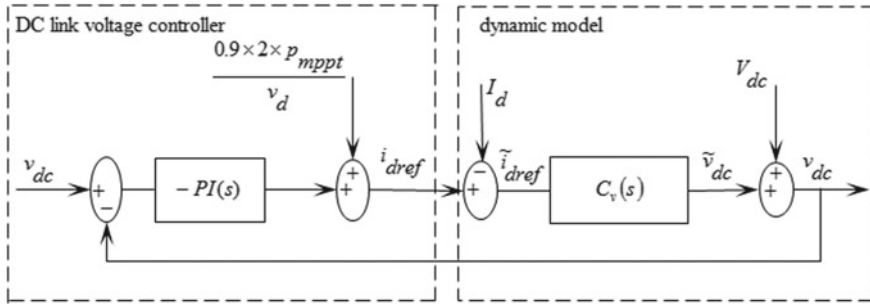 DC link voltage controller
dynamic model
0.9×2×p_mppt
v_d
I_d
V_dc
v_dc
+
−
−PI(s)
+
+
i_dref
−
+
ĩ_dref
C_v(s)
ṽ_dc
+
+
v_dc